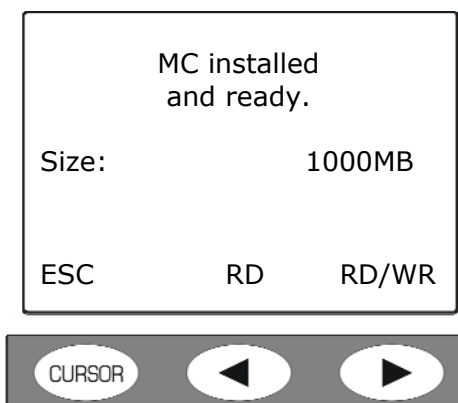 MC installed
and ready.
Size: 1000MB
ESC RD RD/WR
CURSOR